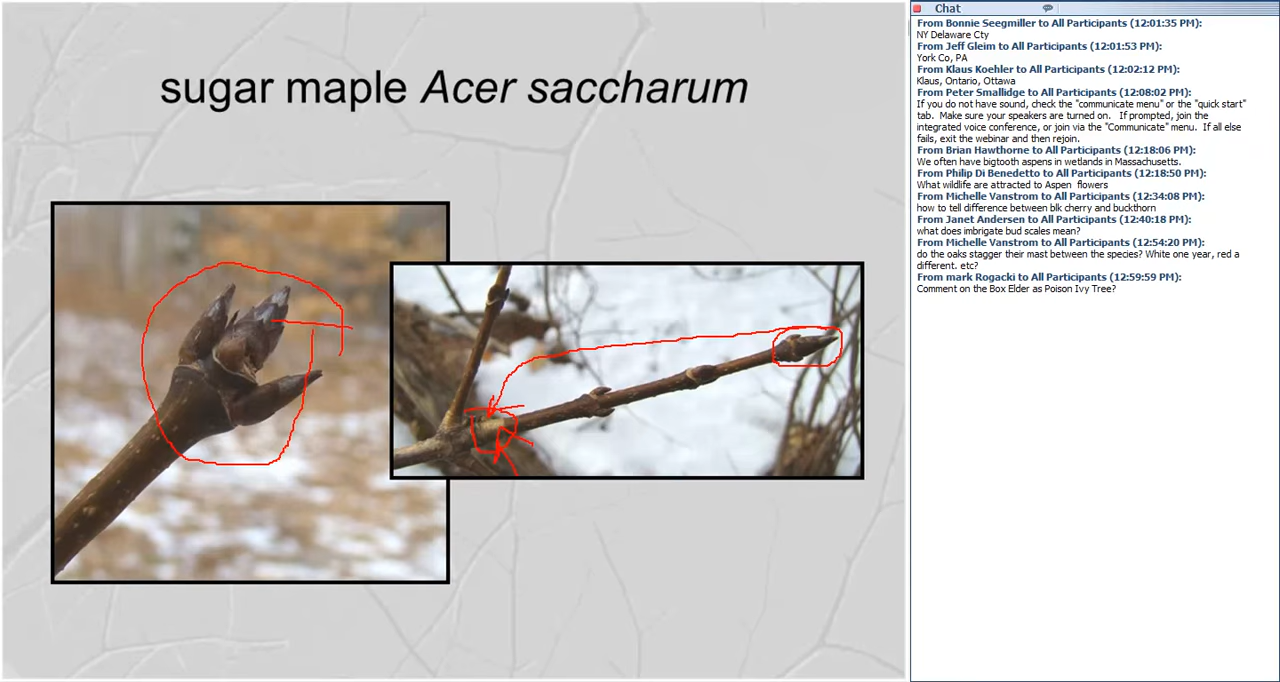 sugar maple Acer saccharum
Chat
From Bonnie Seegmiller to All Participants (12:01:35 PM):
NY Delaware Cty
From Jeff Gleim to All Participants (12:01:53 PM):
York Co, PA
From Klaus Koehler to All Participants (12:02:12 PM):
Klaus, Ontario, Ottawa
From Peter Smallidge to All Participants (12:08:02 PM):
If you do not have sound, check the "communicate menu" or the "quick start"
tab.  Make sure your speakers are turned on.   If prompted, join the
integrated voice conference, or join via the "Communicate" menu.  If all else
fails, exit the webinar and then rejoin.
From Brian Hawthorne to All Participants (12:18:06 PM):
We often have bigtooth aspens in wetlands in Massachusetts.
From Philip Di Benedetto to All Participants (12:18:50 PM):
What wildlife are attracted to Aspen  flowers
From Michelle Vanstrom to All Participants (12:34:08 PM):
how to tell difference between blk cherry and buckthorn
From Janet Andersen to All Participants (12:40:18 PM):
what does imbrigate bud scales mean?
From Michelle Vanstrom to All Participants (12:54:20 PM):
do the oaks stagger their mast between the species? White one year, red a
different. etc?
From mark Rogacki to All Participants (12:59:59 PM):
Comment on the Box Elder as Poison Ivy Tree?